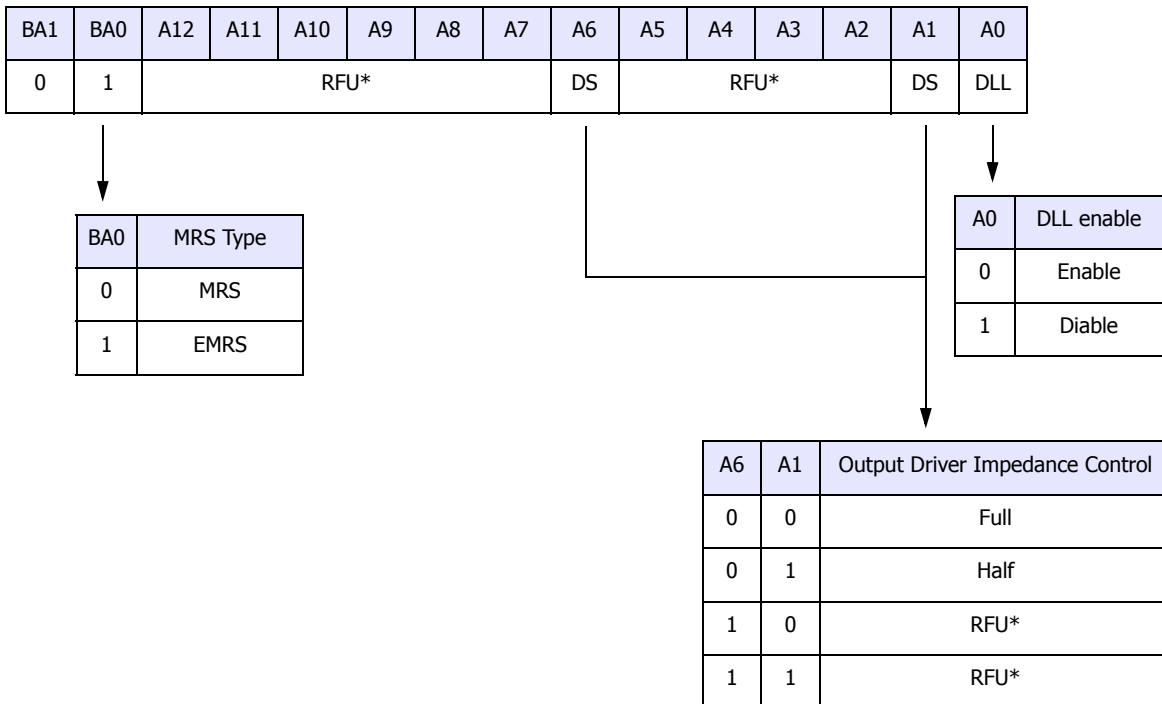 BA1 BA0 A12 A11 A10 A9 A8 A7 A6 A5 A4 A3 A2 A1 A0
0 1 RFU* DS RFU* DS DLL
BA0 MRS Type
0 MRS
1 EMRS
A0 DLL enable
0 Enable
1 Diable
A6 A1 Output Driver Impedance Control
0 0 Full
0 1 Half
1 0 RFU*
1 1 RFU*